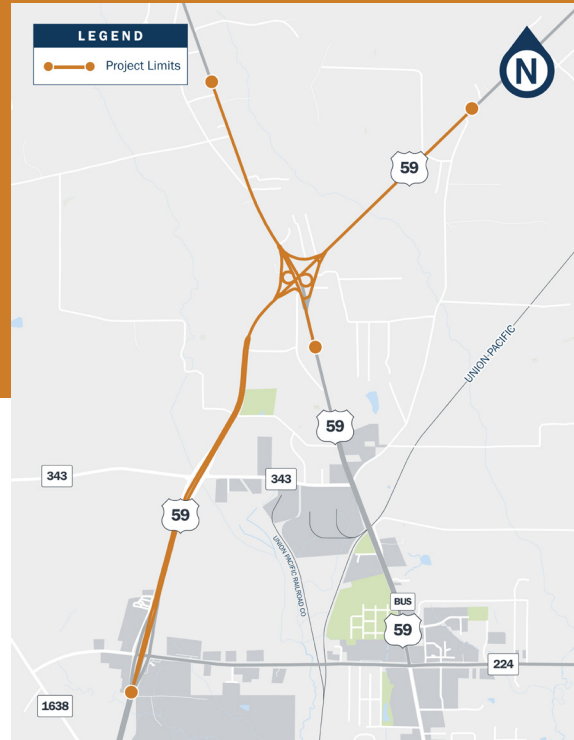 LEGEND
Project Limits
N
59
UNION PACIFIC
59
343
343
59
UNION PACIFIC RAILROAD CO
BUS
59
224
1638